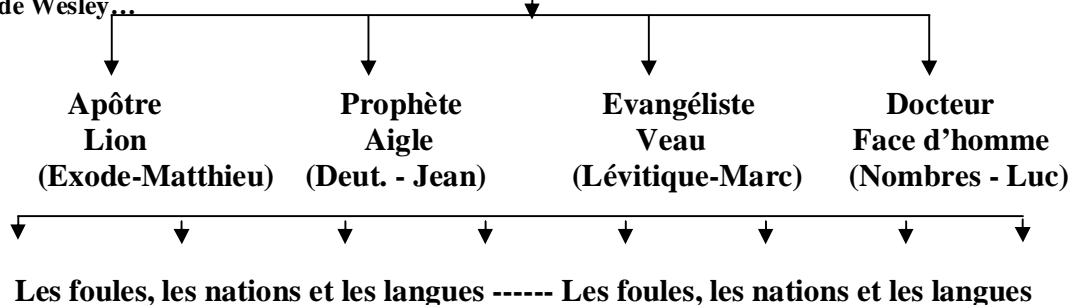 de Wesley…
Apôtre Prophète Evangéliste Docteur
Lion Aigle Veau Face d’homme
(Exode-Matthieu) (Deut. - Jean) (Lévitique-Marc) (Nombres - Luc)
Les foules, les nations et les langues ------ Les foules, les nations et les langues